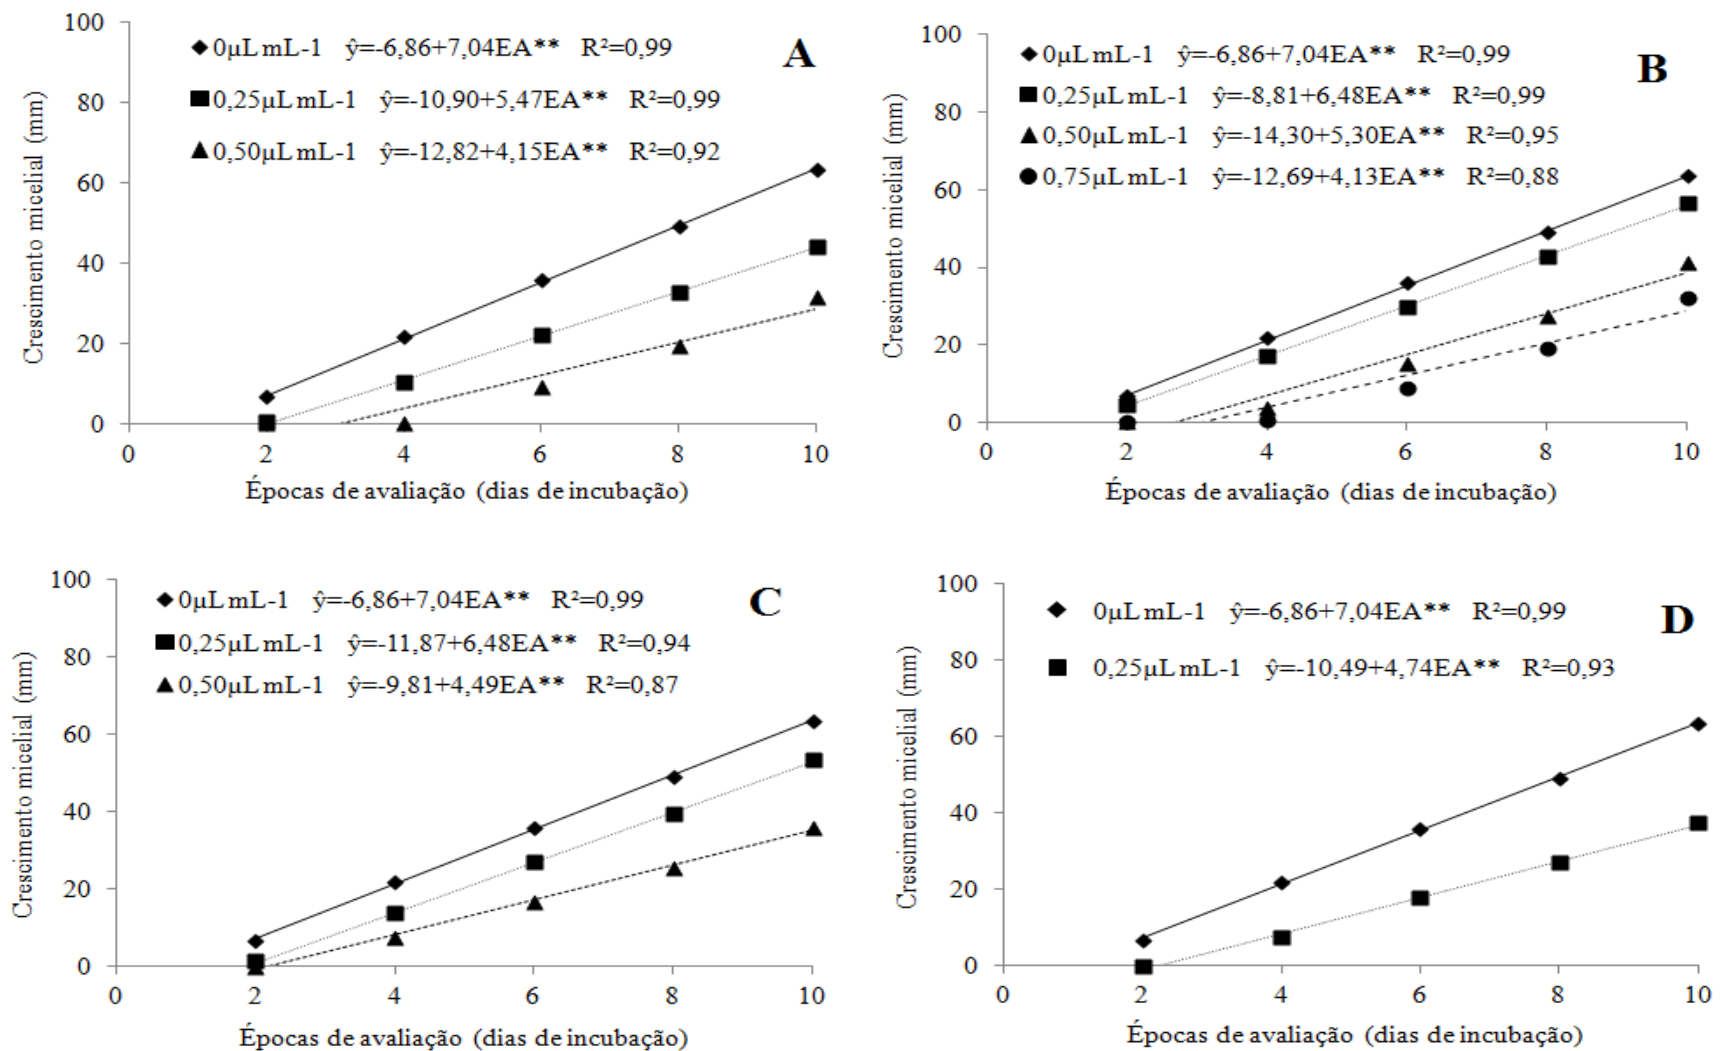 100
80
60
40
20
0
0 2 4 6 8 10
Crescimento micelial (mm)
Épocas de avaliação (dias de incubação)
A
0µL mL-1 ŷ=-6,86+7,04EA** R²=0,99
0,25µL mL-1 ŷ=-10,90+5,47EA** R²=0,99
0,50µL mL-1 ŷ=-12,82+4,15EA** R²=0,92
100
80
60
40
20
0
0 2 4 6 8 10
Crescimento micelial (mm)
Épocas de avaliação (dias de incubação)
B
0µL mL-1 ŷ=-6,86+7,04EA** R²=0,99
0,25µL mL-1 ŷ=-8,81+6,48EA** R²=0,99
0,50µL mL-1 ŷ=-14,30+5,30EA** R²=0,95
0,75µL mL-1 ŷ=-12,69+4,13EA** R²=0,88
100
80
60
40
20
0
0 2 4 6 8 10
Crescimento micelial (mm)
Épocas de avaliação (dias de incubação)
C
0µL mL-1 ŷ=-6,86+7,04EA** R²=0,99
0,25µL mL-1 ŷ=-11,87+6,48EA** R²=0,94
0,50µL mL-1 ŷ=-9,81+4,49EA** R²=0,87
100
80
60
40
20
0
0 2 4 6 8 10
Crescimento micelial (mm)
Épocas de avaliação (dias de incubação)
D
0µL mL-1 ŷ=-6,86+7,04EA** R²=0,99
0,25µL mL-1 ŷ=-10,49+4,74EA** R²=0,93